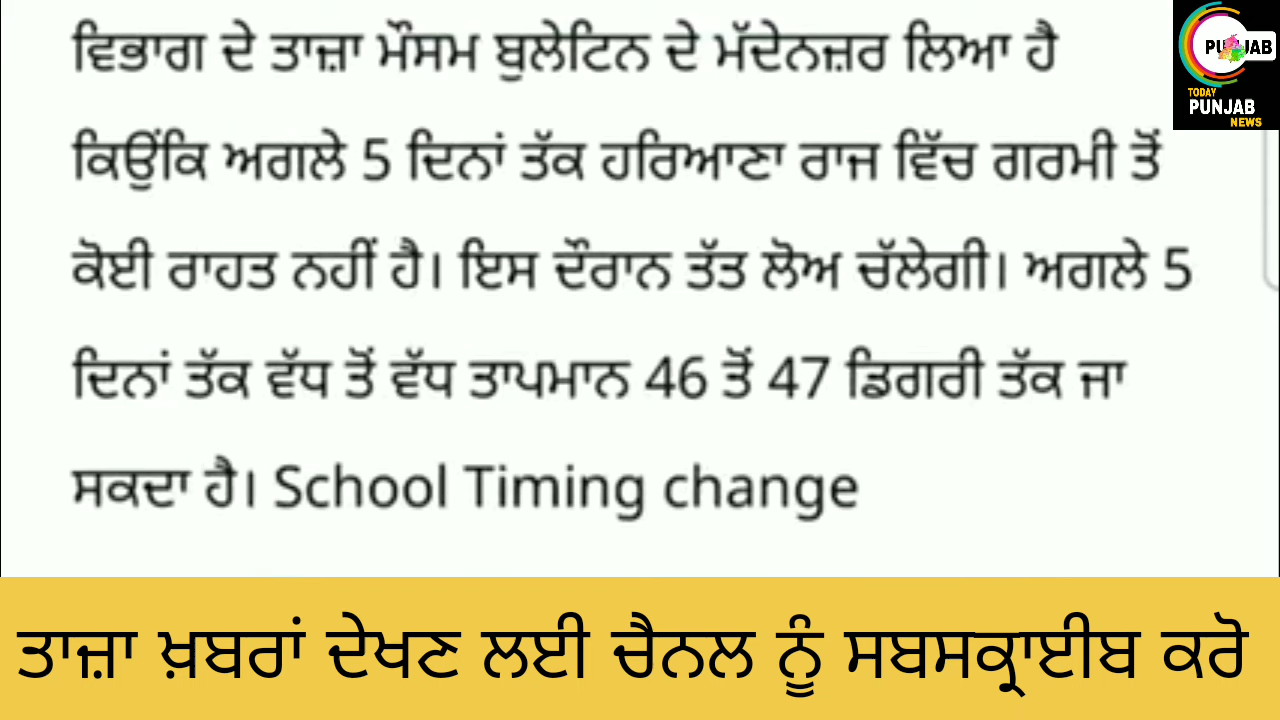 ਵਿਭਾਗ ਦੇ ਤਾਜ਼ਾ ਮੌਸਮ ਬੁਲੇਟਿਨ ਦੇ ਮੱਦੇਨਜ਼ਰ ਲਿਆ ਹੈ
ਕਿਉਂਕਿ ਅਗਲੇ 5 ਦਿਨਾਂ ਤੱਕ ਹਰਿਆਣਾ ਰਾਜ ਵਿੱਚ ਗਰਮੀ ਤੋਂ
ਕੋਈ ਰਾਹਤ ਨਹੀਂ ਹੈ। ਇਸ ਦੌਰਾਨ ਤੱਤ ਲੋਅ ਚੱਲੇਗੀ। ਅਗਲੇ 5
ਦਿਨਾਂ ਤੱਕ ਵੱਧ ਤੋਂ ਵੱਧ ਤਾਪਮਾਨ 46 ਤੋਂ 47 ਡਿਗਰੀ ਤੱਕ ਜਾ
ਸਕਦਾ ਹੈ। School Timing change
PUNJAB
TODAY
PUNJAB
NEWS
ਤਾਜ਼ਾ ਖ਼ਬਰਾਂ ਦੇਖਣ ਲਈ ਚੈਨਲ ਨੂੰ ਸਬਸਕ੍ਰਾਈਬ ਕਰੋ